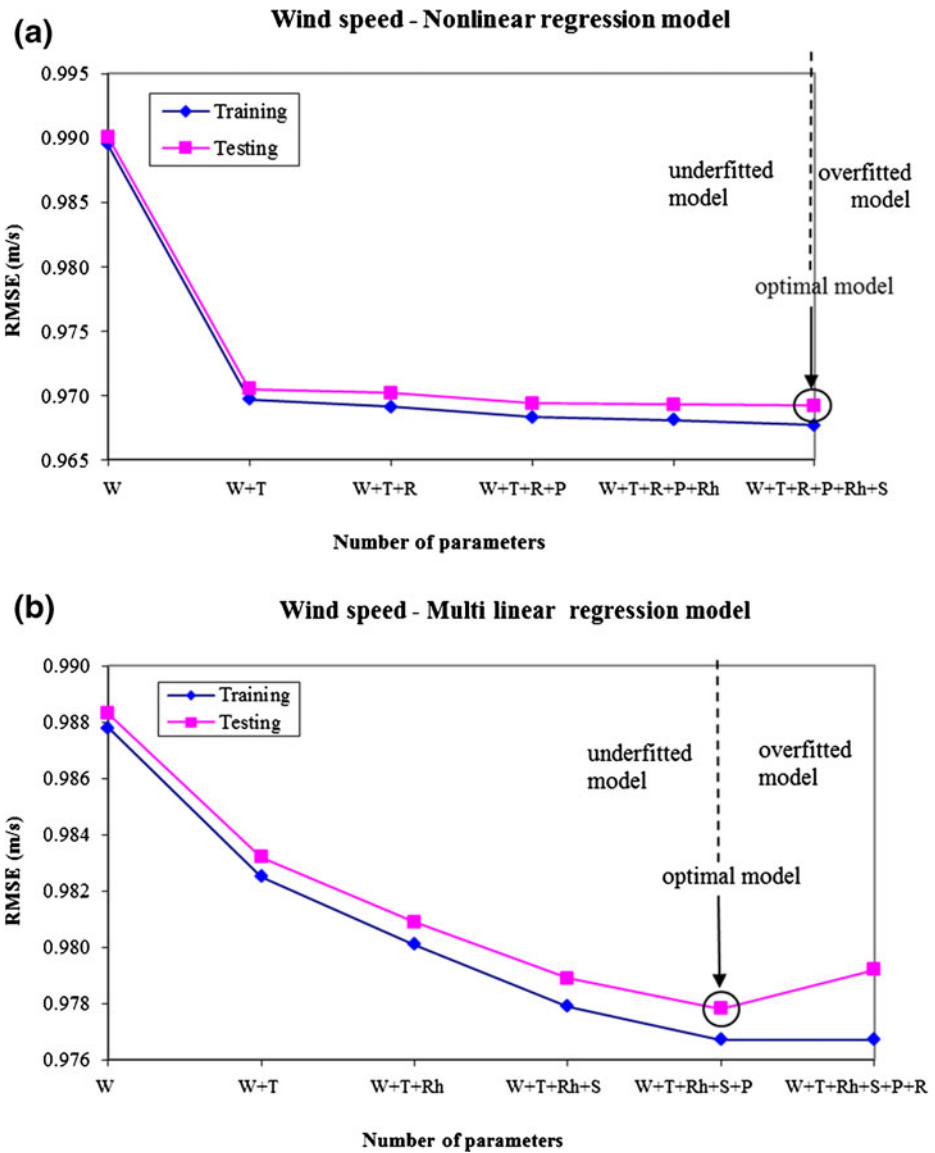 (a)
Wind speed - Nonlinear regression model
0.995
0.990
0.985
0.980
0.975
0.970
0.965
RMSE (m/s)
Training
Testing
underfitted
model
overfitted
model
optimal model
W
W+T
W+T+R
W+T+R+P
W+T+R+P+Rh
W+T+R+P+Rh+S
Number of parameters
(b)
Wind speed - Multi linear regression model
0.990
0.988
0.986
0.984
0.982
0.980
0.978
0.976
RMSE (m/s)
Training
Testing
underfitted
model
overfitted
model
optimal model
W
W+T
W+T+Rh
W+T+Rh+S
W+T+Rh+S+P
W+T+Rh+S+P+R
Number of parameters